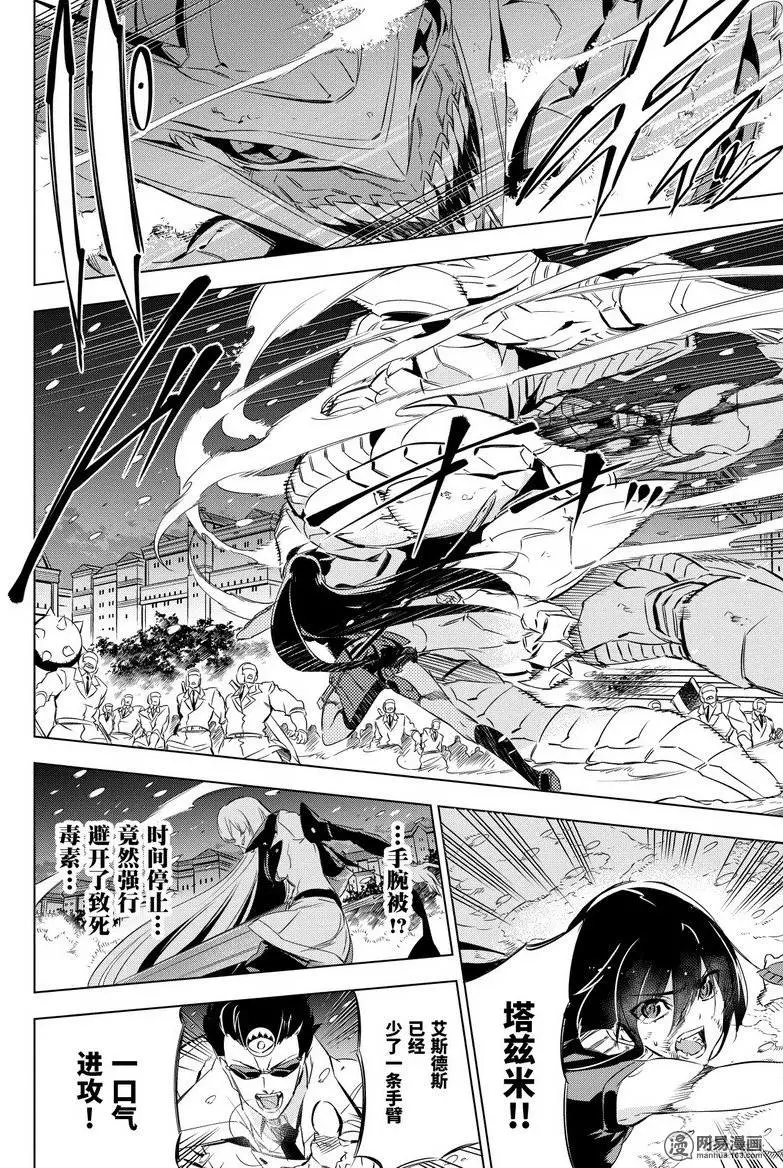 塔兹米!!
…手腕被!?
时间停止…
竟然强行
避开了致死
毒素…
艾斯德斯
已经
少了一条手臂
一口气
进攻！
网易漫画
manhua.163.com